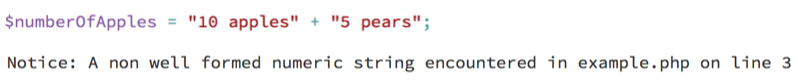 $numberOfApples = "10 apples" + "5 pears";
Notice: A non well formed numeric string encountered in example.php on line 3